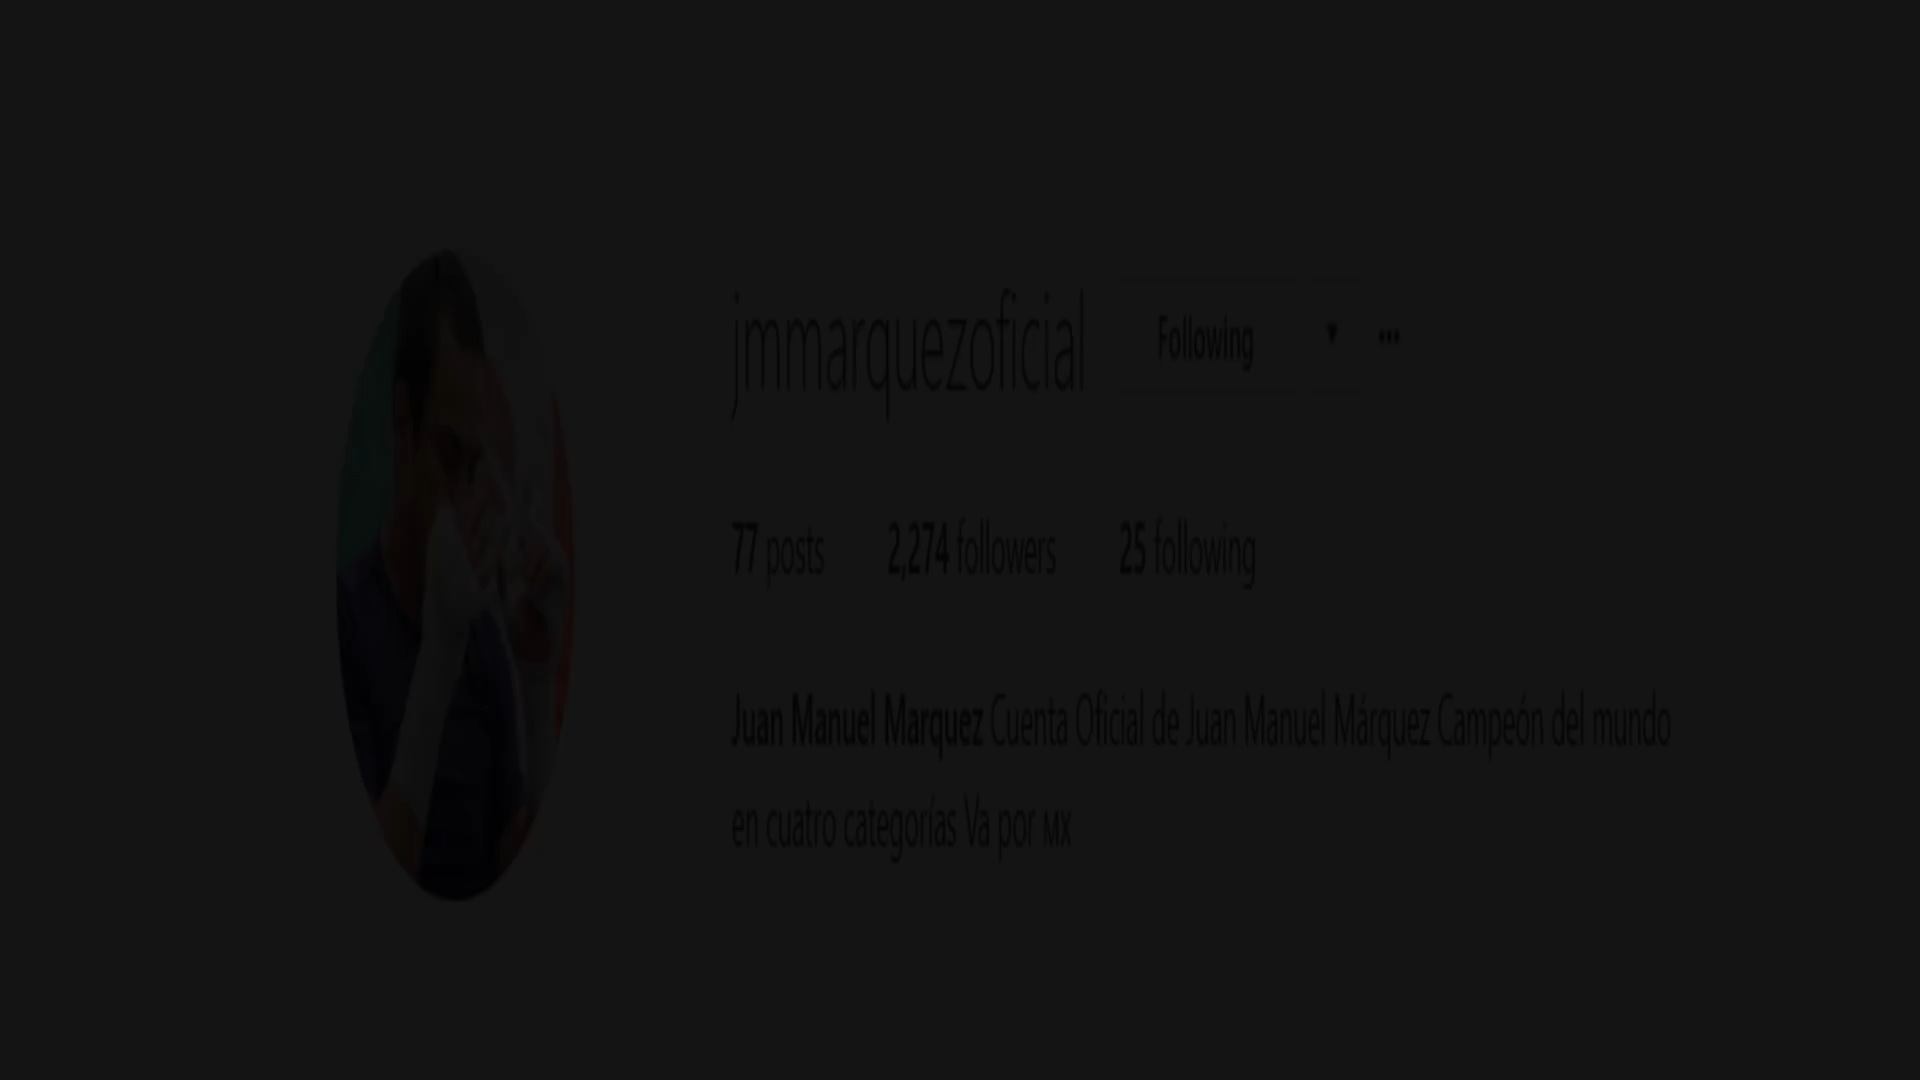 jmmarquezoficial Following ▼ •••
77 posts 2,274 followers 25 following
Juan Manuel Marquez Cuenta Oficial de Juan Manuel Márquez Campeón del mundo
en cuatro categorías Va por MX